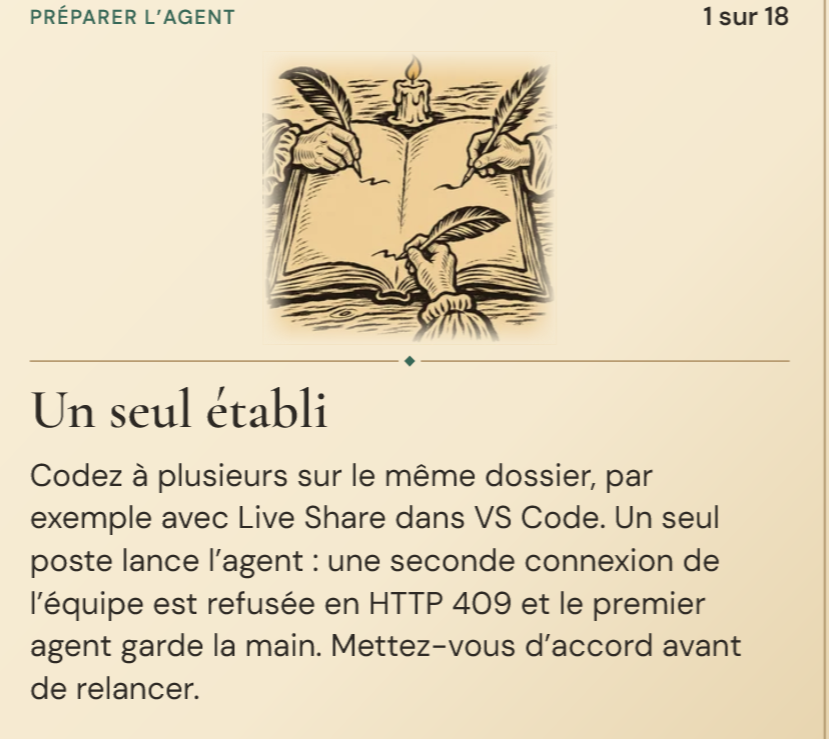 PRÉPARER L’AGENT
1 sur 18
Un seul établi
Codez à plusieurs sur le même dossier, par
exemple avec Live Share dans VS Code. Un seul
poste lance l’agent : une seconde connexion de
l’équipe est refusée en HTTP 409 et le premier
agent garde la main. Mettez-vous d’accord avant
de relancer.